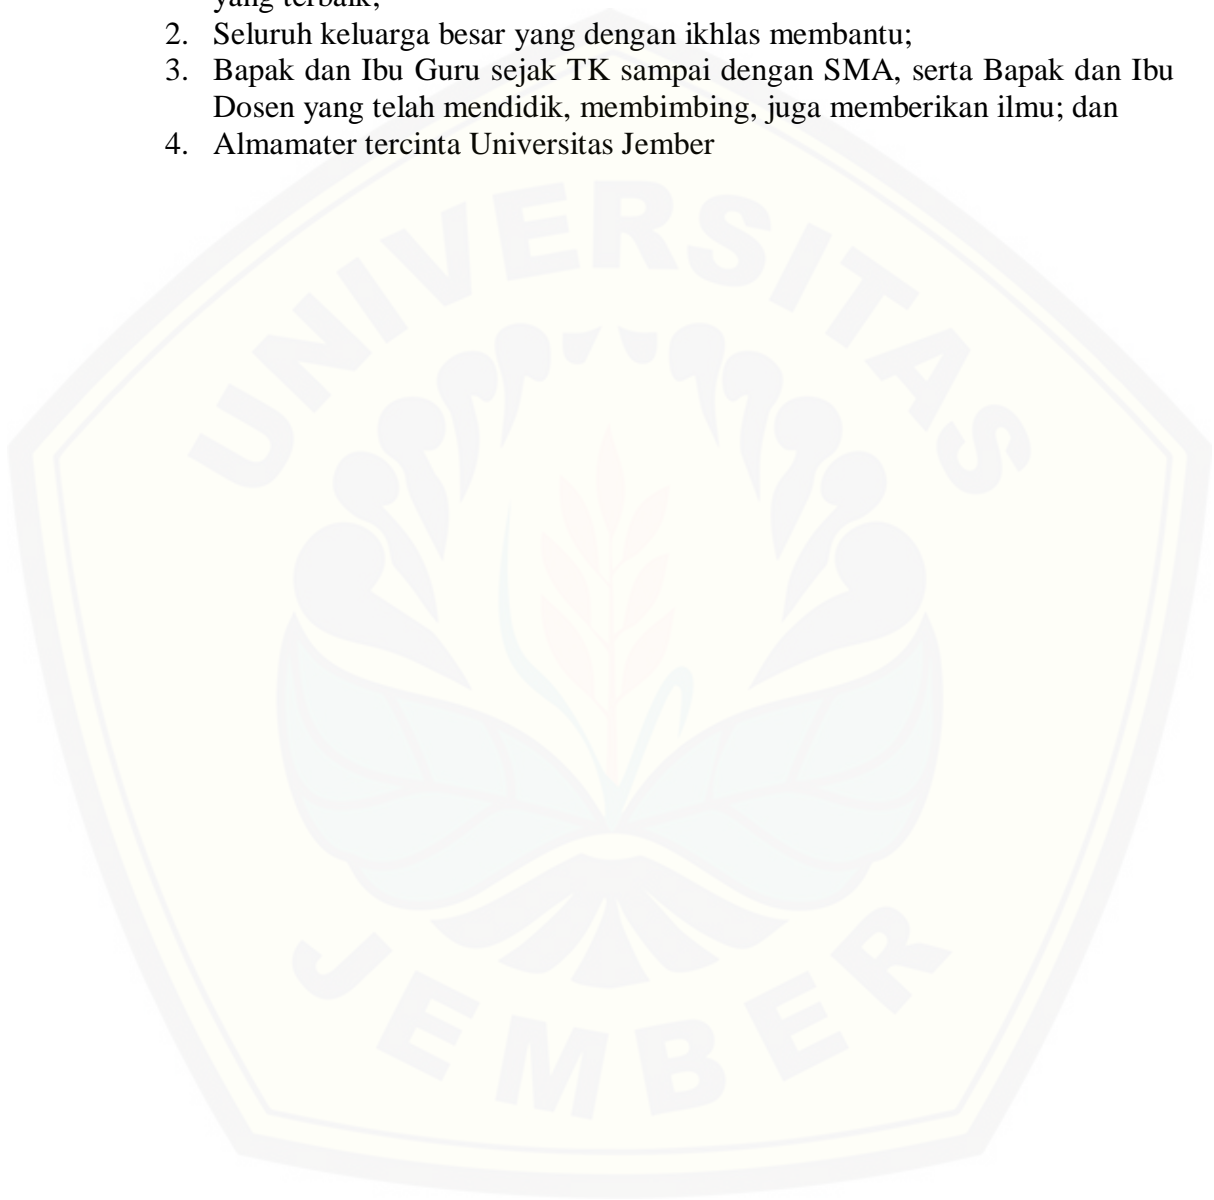 yang terbaik;
2. Seluruh keluarga besar yang dengan ikhlas membantu;
3. Bapak dan Ibu Guru sejak TK sampai dengan SMA, serta Bapak dan Ibu
Dosen yang telah mendidik, membimbing, juga memberikan ilmu; dan
4. Almamater tercinta Universitas Jember
UNIVERSITAS
JEMBER